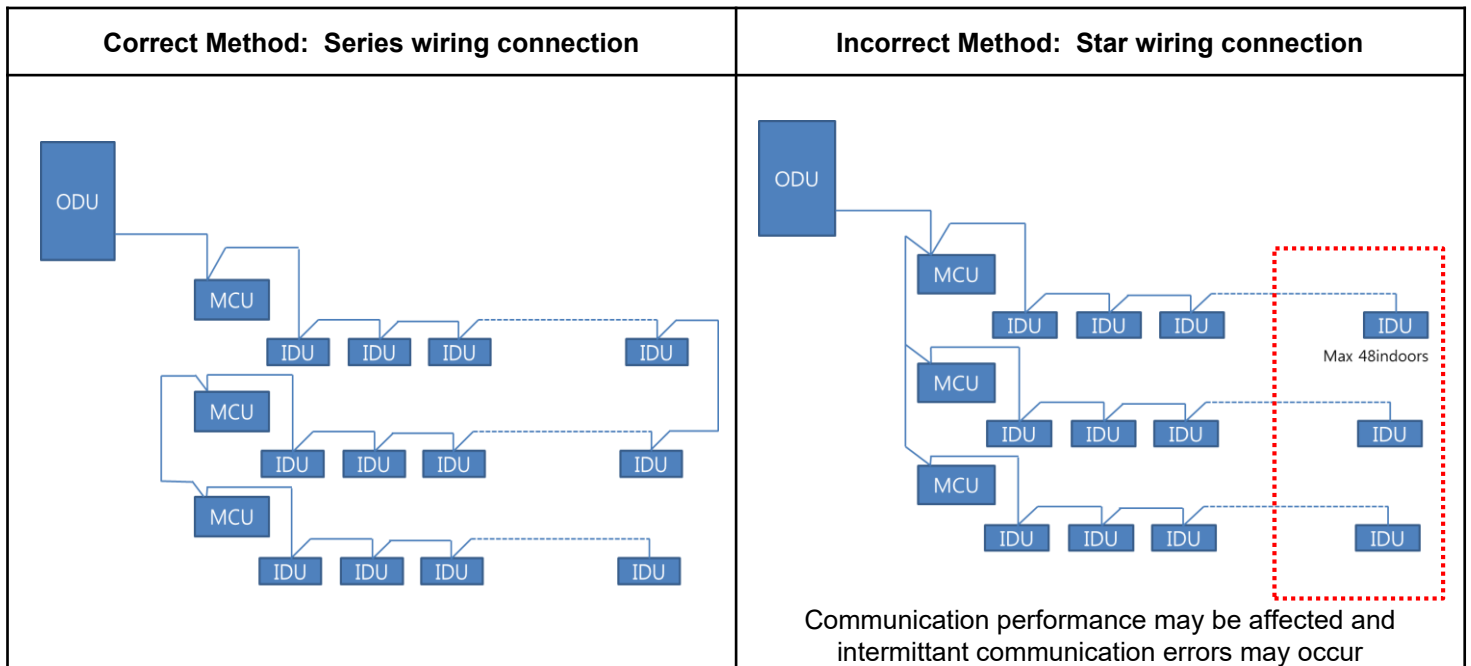 Correct Method:  Series wiring connection
Incorrect Method:  Star wiring connection
ODU
MCU
IDU IDU IDU IDU
MCU
IDU IDU IDU IDU
MCU
IDU IDU IDU IDU
ODU
MCU
IDU IDU IDU IDU
Max 48indoors
MCU
IDU IDU IDU IDU
MCU
IDU IDU IDU IDU
Communication performance may be affected and
intermittant communication errors may occur